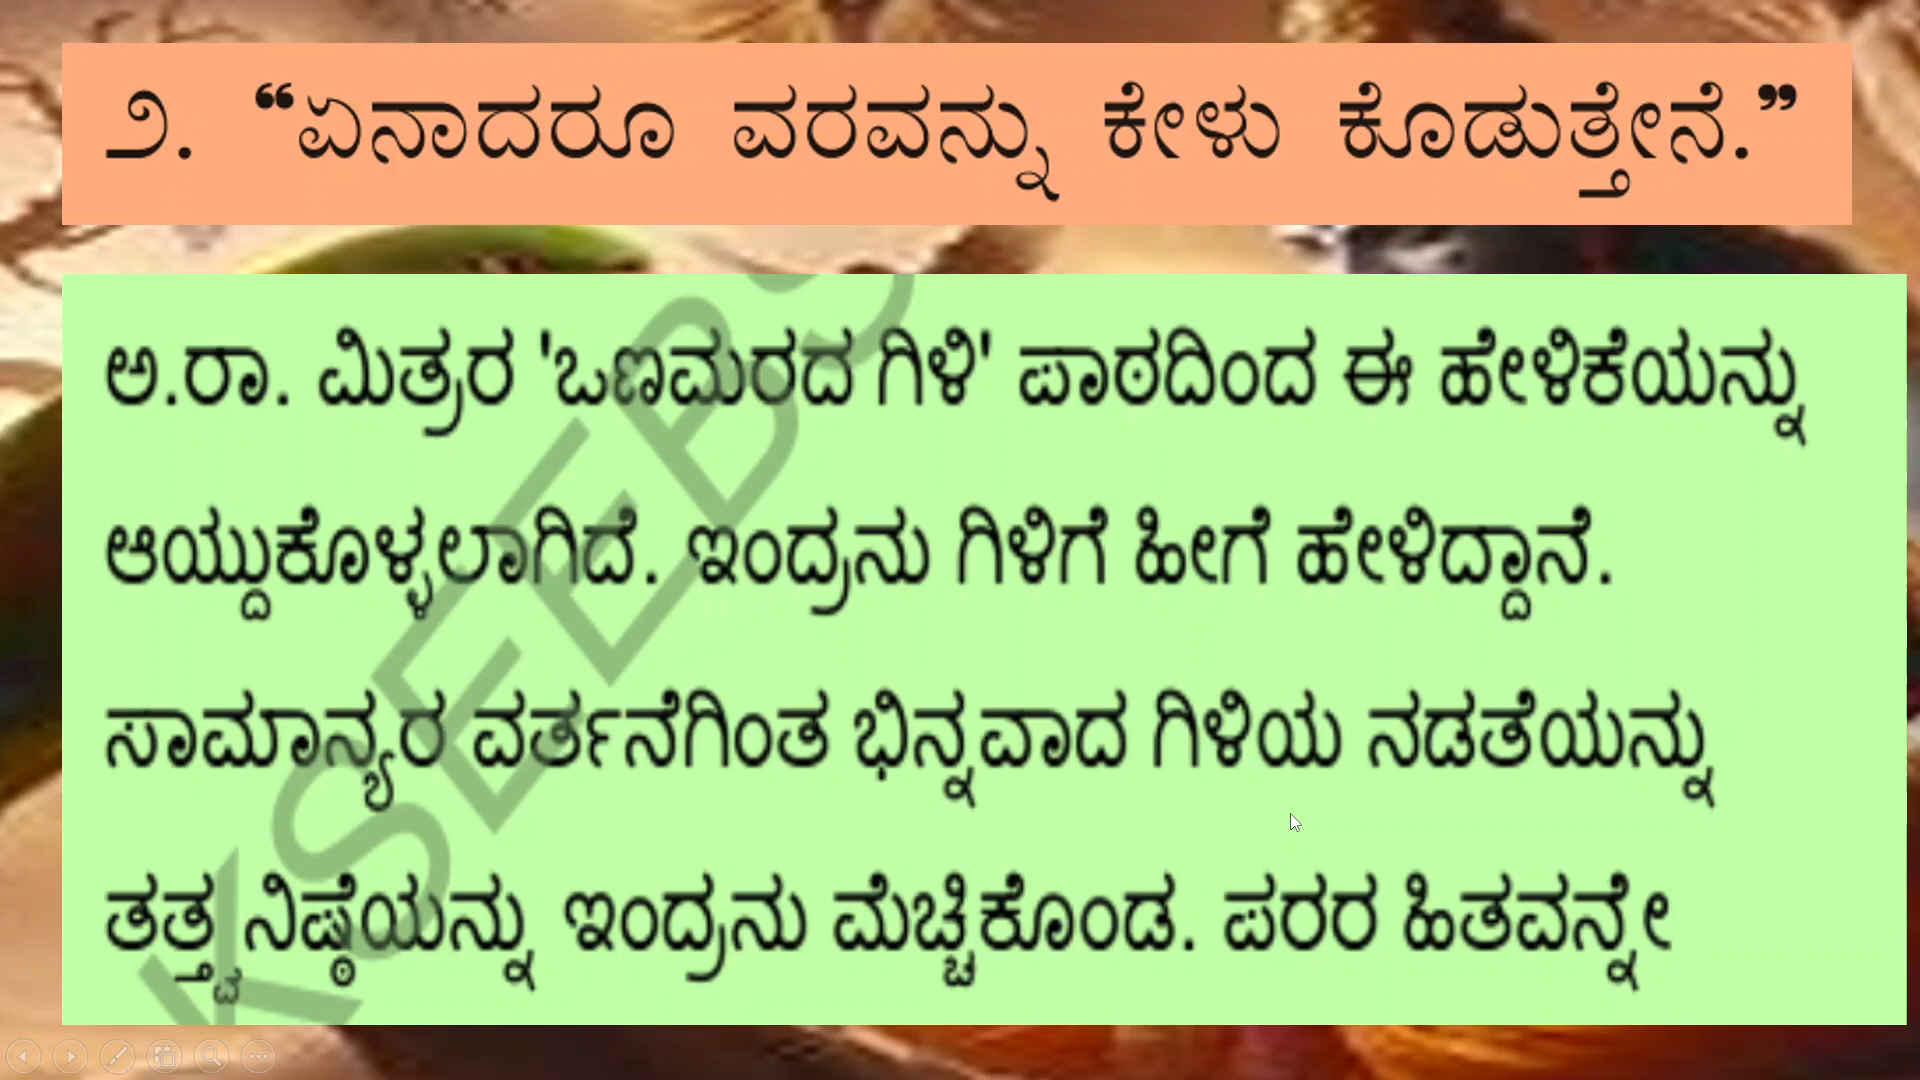 ೨. “ಏನಾದರೂ ವರವನ್ನು ಕೇಳು ಕೊಡುತ್ತೇನೆ.”
ಅ.ರಾ. ಮಿತ್ರರ 'ಒಣಮರದ ಗಿಳಿ' ಪಾಠದಿಂದ ಈ ಹೇಳಿಕೆಯನ್ನು
ಆಯ್ದುಕೊಳ್ಳಲಾಗಿದೆ. ಇಂದ್ರನು ಗಿಳಿಗೆ ಹೀಗೆ ಹೇಳಿದ್ದಾನೆ.
ಸಾಮಾನ್ಯರ ವರ್ತನೆಗಿಂತ ಭಿನ್ನವಾದ ಗಿಳಿಯ ನಡತೆಯನ್ನು
ತತ್ತ್ವ ನಿಷ್ಠೆಯನ್ನು ಇಂದ್ರನು ಮೆಚ್ಚಿಕೊಂಡ. ಪರರ ಹಿತವನ್ನೇ
KSEEBS